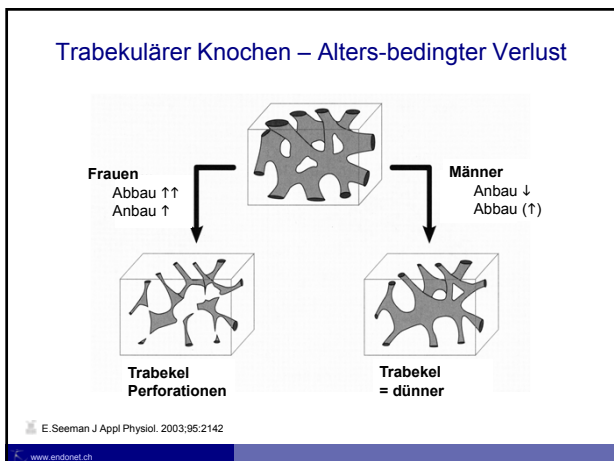 Trabekulärer Knochen – Alters-bedingter Verlust
Frauen
Abbau ↑↑
Anbau ↑
Männer
Anbau ↓
Abbau (↑)
Trabekel
Perforationen
Trabekel
= dünner
E.Seeman J Appl Physiol. 2003;95:2142
www.endonet.ch